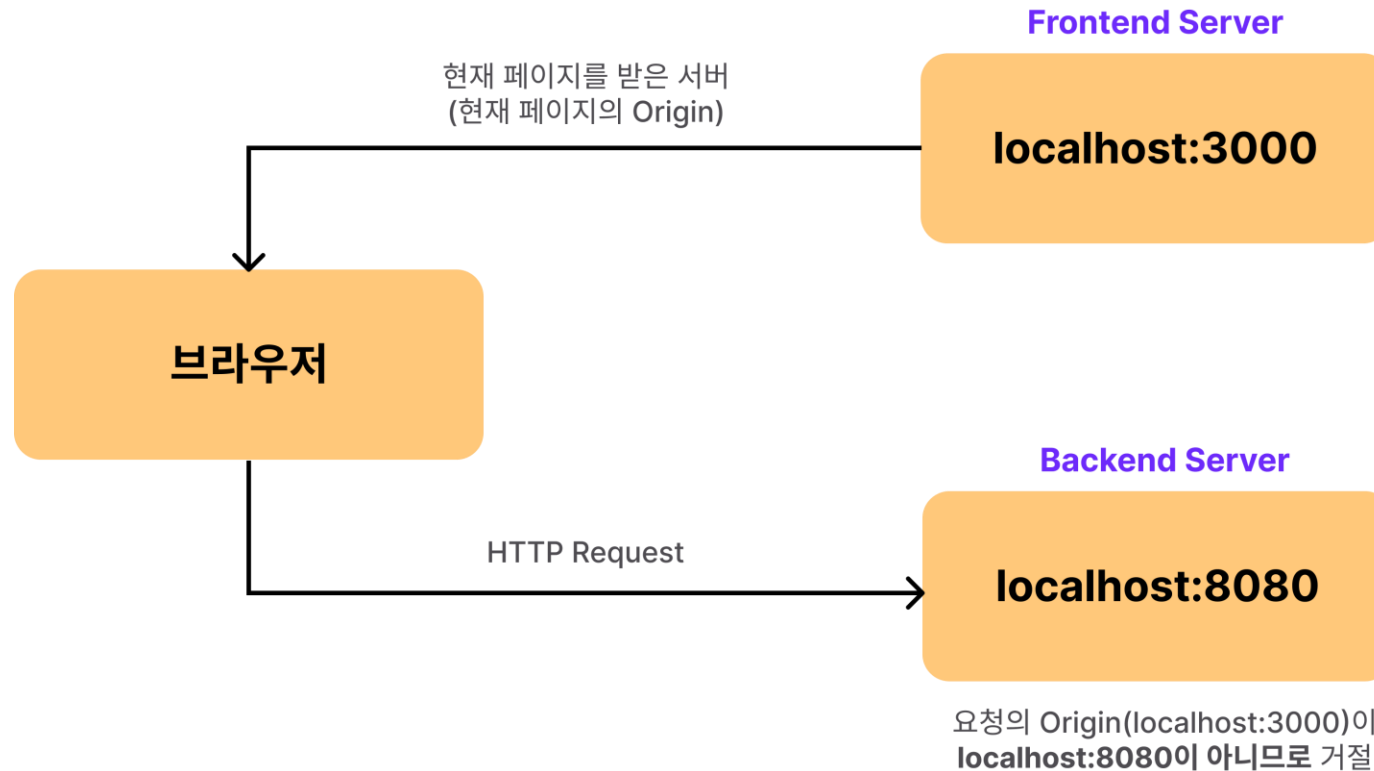 Frontend Server
현재 페이지를 받은 서버
(현재 페이지의 Origin)
localhost:3000
브라우저
Backend Server
HTTP Request
localhost:8080
요청의 Origin(localhost:3000)이
localhost:8080이 아니므로 거절